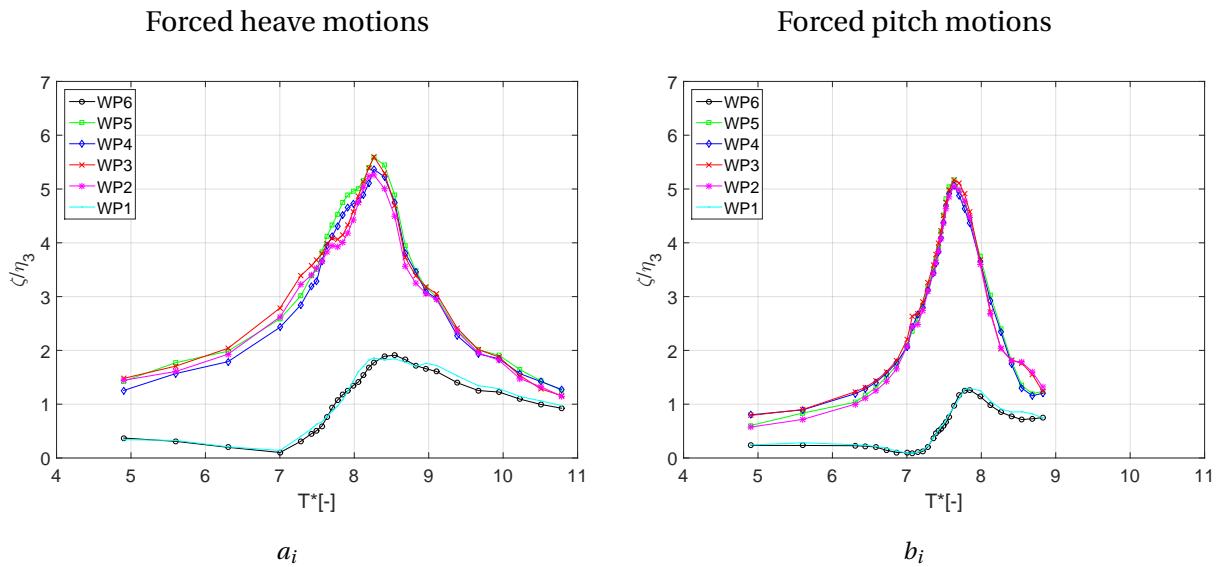 Forced heave motions
Forced pitch motions
7
6
5
4
3
2
1
0
ζ/η3
WP6
WP5
WP4
WP3
WP2
WP1
4 5 6 7 8 9 10 11
T*[-]
ai
7
6
5
4
3
2
1
0
ζ/η3
WP6
WP5
WP4
WP3
WP2
WP1
4 5 6 7 8 9 10 11
T*[-]
bi